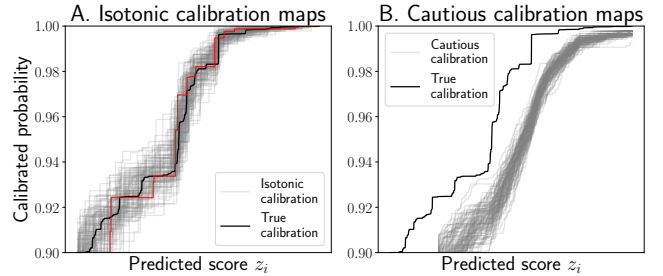 A. Isotonic calibration maps
Calibrated probability
1.00
0.98
0.96
0.94
0.92
0.90
Isotonic
calibration
True
calibration
Predicted score z_i
B. Cautious calibration maps
1.00
0.98
0.96
0.94
0.92
0.90
Cautious
calibration
True
calibration
Predicted score z_i